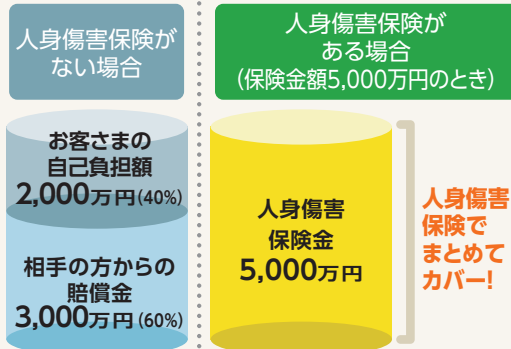 人身傷害保険が
ない場合
人身傷害保険が
ある場合
（保険金額5,000万円のとき）
お客さまの
自己負担額
2,000万円(40%)
相手の方からの
賠償金
3,000万円(60%)
人身傷害
保険金
5,000万円
人身傷害
保険で
まとめて
カバー!